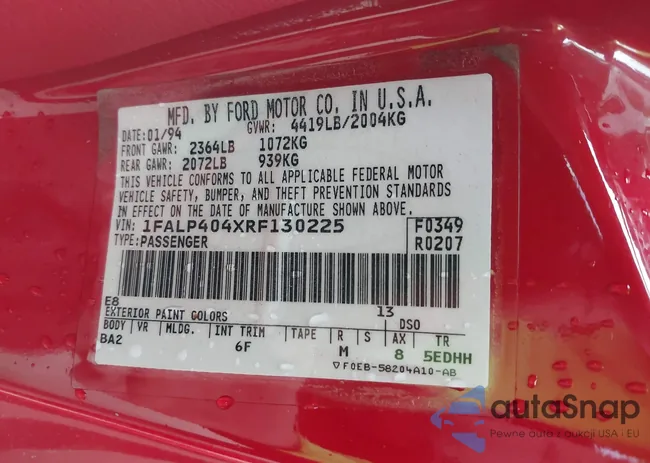 MFD. BY FORD MOTOR CO. IN U.S.A.
DATE: 01/94 GVWR: 4419LB/2004KG
FRONT GAWR: 2364LB 1072KG
REAR GAWR: 2072LB 939KG
THIS VEHICLE CONFORMS TO ALL APPLICABLE FEDERAL MOTOR
VEHICLE SAFETY, BUMPER, AND THEFT PREVENTION STANDARDS
IN EFFECT ON THE DATE OF MANUFACTURE SHOWN ABOVE.
VIN: 1FALP404XRF130225 F0349
TYPE: PASSENGER R0207
E8 13
EXTERIOR PAINT COLORS DSO
BODY VR MLDG. INT TRIM TAPE R S AX TR
BA2 6F M 8 5EDHH
▽F0EB-58204A10-AB
autaSnap
Pewne auta z aukcji USA i EU